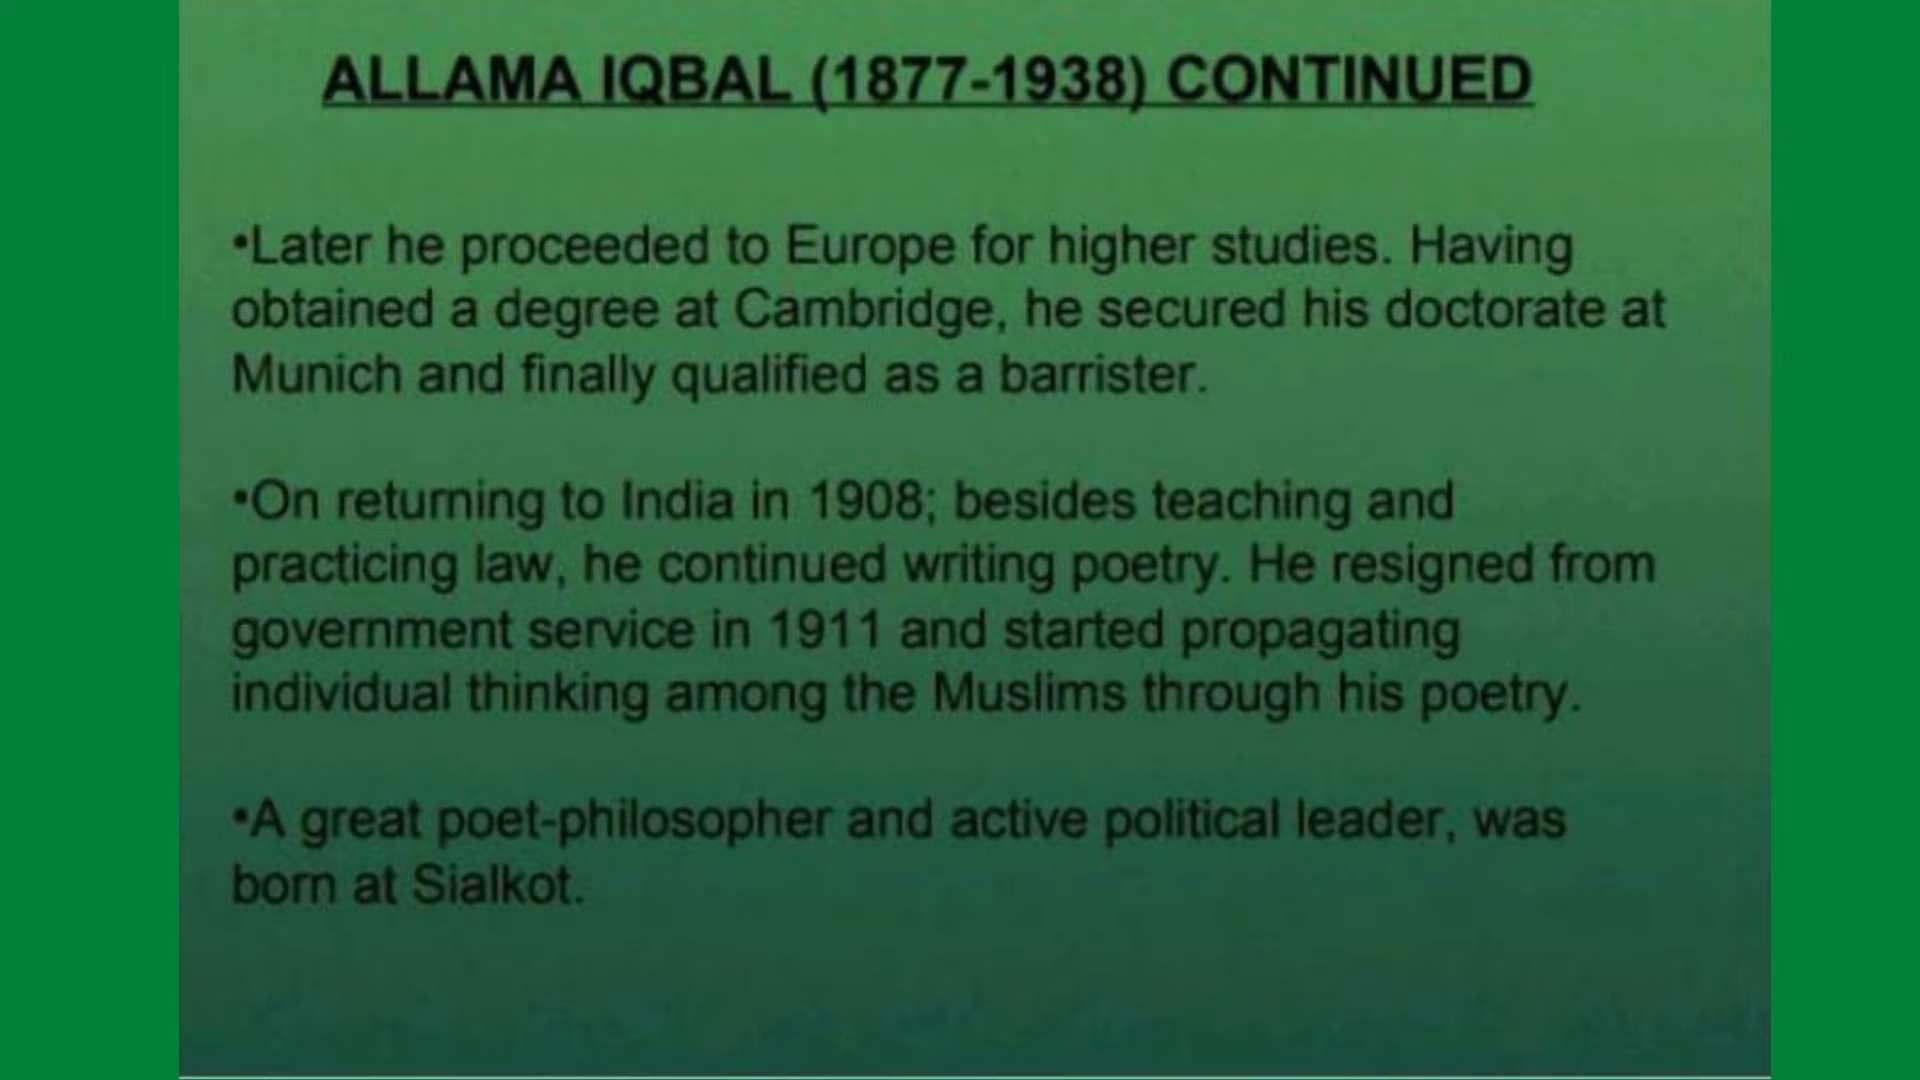 ALLAMA IQBAL (1877-1938) CONTINUED
•Later he proceeded to Europe for higher studies. Having
obtained a degree at Cambridge, he secured his doctorate at
Munich and finally qualified as a barrister.
•On returning to India in 1908; besides teaching and
practicing law, he continued writing poetry. He resigned from
government service in 1911 and started propagating
individual thinking among the Muslims through his poetry.
•A great poet-philosopher and active political leader, was
born at Sialkot.